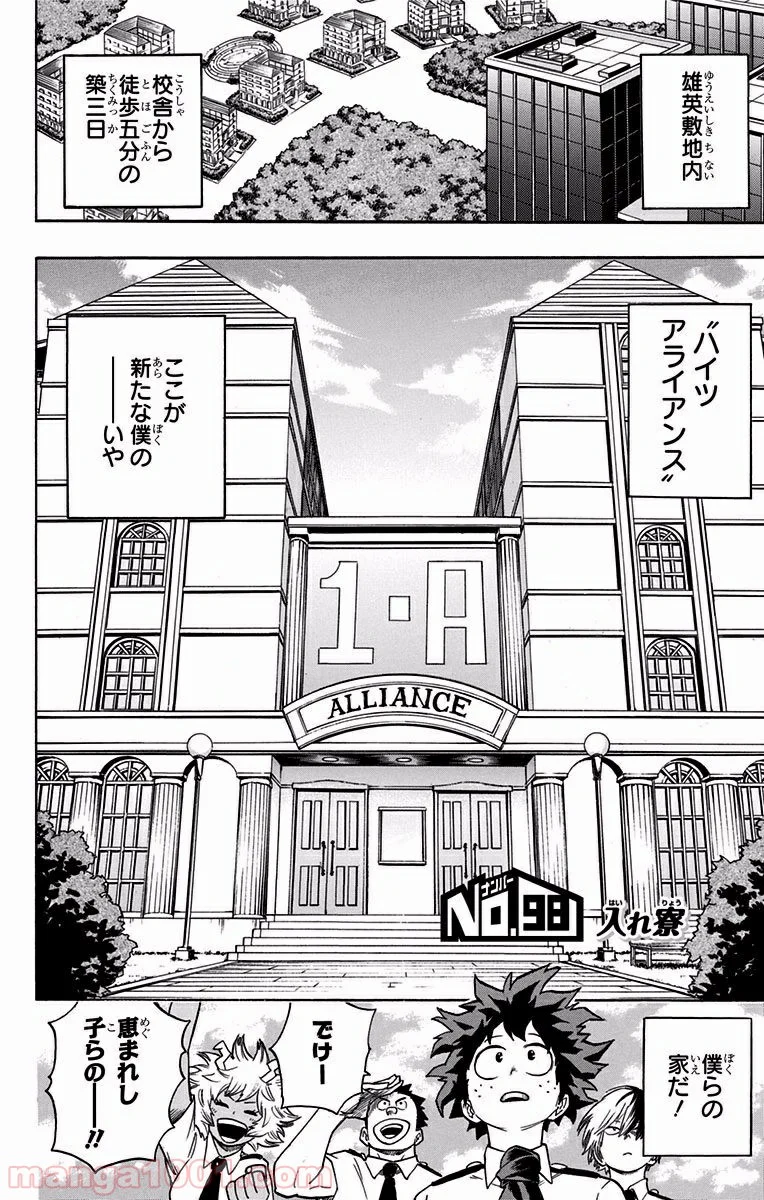 雄英敷地内
校舎から
徒歩五分の
築三日
〝ハイツ
アライアンス〟
ここが
新たな僕の
――いや
1-A
ALLIANCE
No.98
入れ寮
僕らの
家だ!
でけー
恵まれし
子らの――!!
manga1001.com